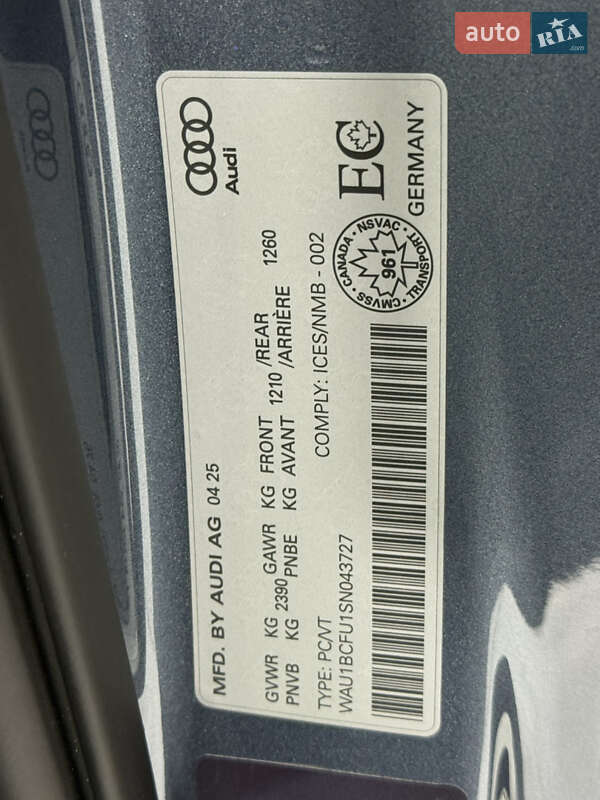 auto RIA.com
Audi
MFD. BY AUDI AG 04 25
GVWR KG 2390 GAWR KG FRONT 1210 /REAR 1260
PNVB KG PNBE KG AVANT /ARRIÈRE
EC
GERMANY
TYPE: PC/VT COMPLY: ICES/NMB - 002
CMVSS · CANADA · NSVAC · TRANSPORT
961
WAU1BCFU1SN043727